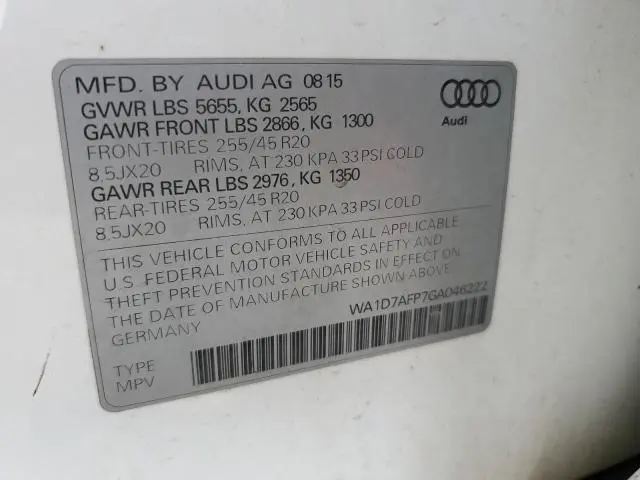 MFD. BY AUDI AG 08 15
GVWR LBS 5655, KG 2565
GAWR FRONT LBS 2866, KG 1300
FRONT-TIRES 255/45 R20
8,5JX20 RIMS, AT 230 KPA 33 PSI COLD
GAWR REAR LBS 2976, KG 1350
REAR-TIRES 255/45 R20
8,5JX20 RIMS, AT 230 KPA 33 PSI COLD
Audi
THIS VEHICLE CONFORMS TO ALL APPLICABLE
U.S. FEDERAL MOTOR VEHICLE SAFETY AND
THEFT PREVENTION STANDARDS IN EFFECT ON
THE DATE OF MANUFACTURE SHOWN ABOVE
GERMANY
WA1D7AFP7GA046222
TYPE
MPV